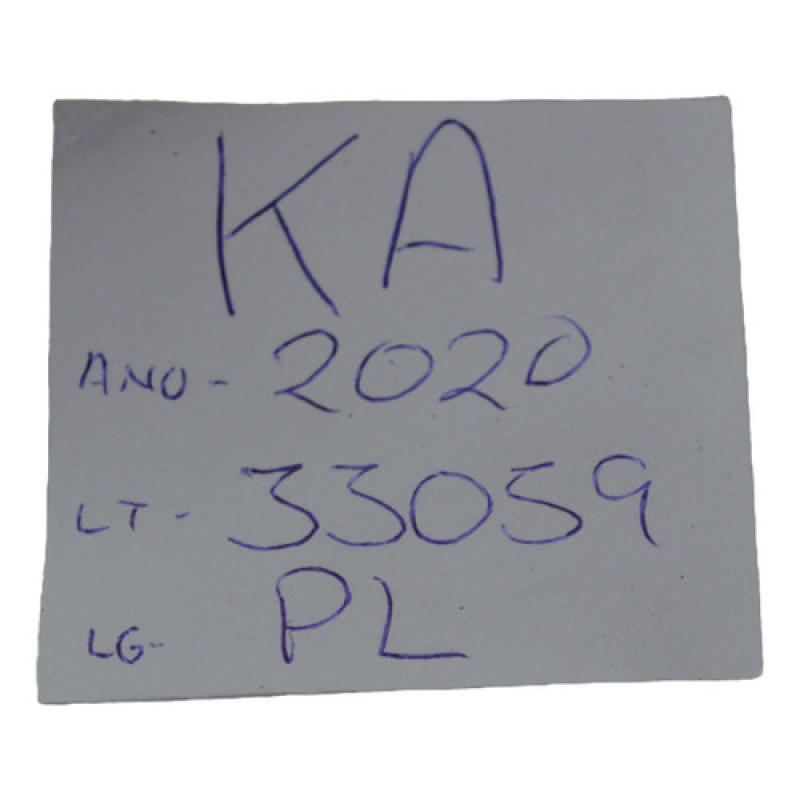 KA
ANO - 2020
LT - 33059
LG- PL